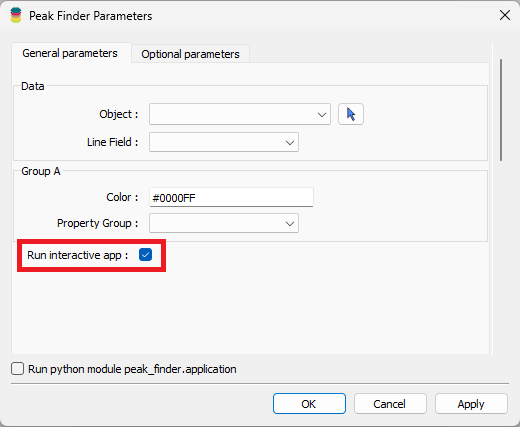 Peak Finder Parameters
General parameters
Optional parameters
Data
Object :
Line Field :
Group A
Color :
#0000FF
Property Group :
Run interactive app :
Run python module peak_finder.application
OK
Cancel
Apply